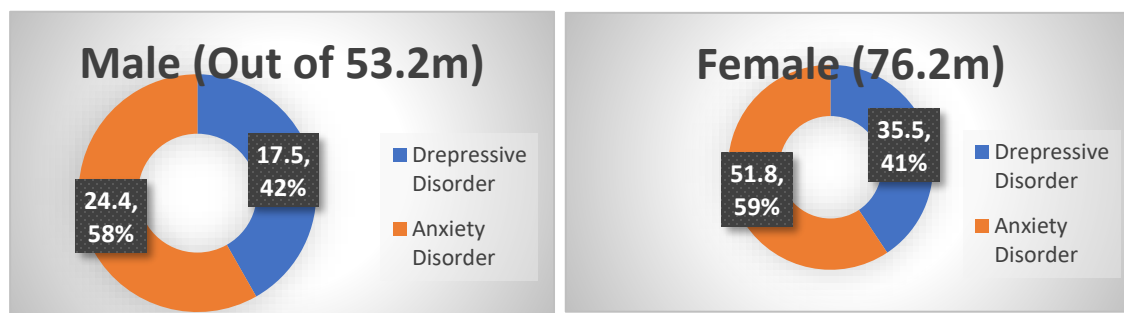 Male (Out of 53.2m)
17.5,
42%
24.4,
58%
Drepressive
Disorder
Anxiety
Disorder
Female (76.2m)
35.5,
41%
51.8,
59%
Drepressive
Disorder
Anxiety
Disorder